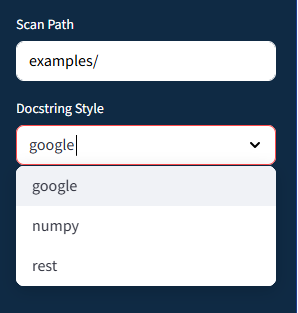 Scan Path
examples/
Docstring Style
google
google
numpy
rest